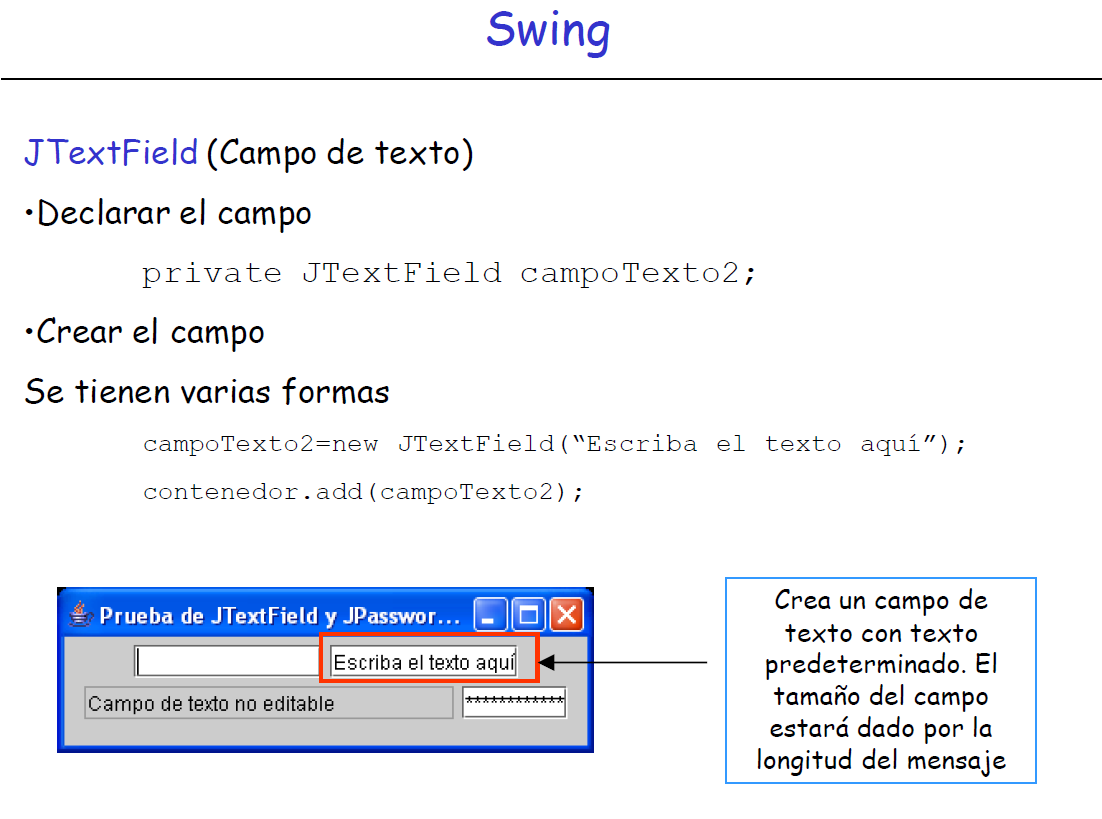 Swing
JTextField (Campo de texto)
•Declarar el campo
private JTextField campoTexto2;
•Crear el campo
Se tienen varias formas
campoTexto2=new JTextField(“Escriba el texto aquí”);
contenedor.add(campoTexto2);
Prueba de JTextField y JPasswor...
Escriba el texto aquí
Campo de texto no editable
************
Crea un campo de
texto con texto
predeterminado. El
tamaño del campo
estará dado por la
longitud del mensaje